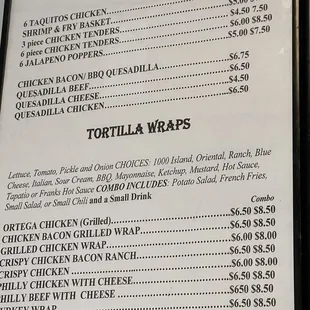 6 TAQUITOS CHICKEN
SHRIMP & FRY BASKET $4.50 7.50
3 piece CHICKEN TENDERS $6.00 $8.50
6 piece CHICKEN TENDERS $5.00 $7.50
6 JALAPENO POPPERS
CHICKEN BACON/ BBQ QUESADILLA $6.75
QUESADILLA BEEF $6.50
QUESADILLA CHEESE $4.50
QUESADILLA CHICKEN $6.50
TORTILLA WRAPS
Lettuce, Tomato, Pickle and Onion CHOICES: 1000 Island, Oriental, Ranch, Blue
Cheese, Italian, Sour Cream, BBQ, Mayonnaise, Ketchup, Mustard, Hot Sauce,
Tapatio or Franks Hot Sauce COMBO INCLUDES: Potato Salad, French Fries,
Small Salad, or Small Chili and a Small Drink
Combo
ORTEGA CHICKEN (Grilled) $6.50 $8.50
CHICKEN BACON GRILLED WRAP $6.50 $8.50
GRILLED CHICKEN WRAP $6.00 $8.00
CRISPY CHICKEN BACON RANCH $6.50 $8.50
CRISPY CHICKEN $6.00 $8.00
PHILLY CHICKEN WITH CHEESE $6.50 $8.50
PHILLY BEEF WITH CHEESE $650 $8.50
WRAP $6.50 $8.50